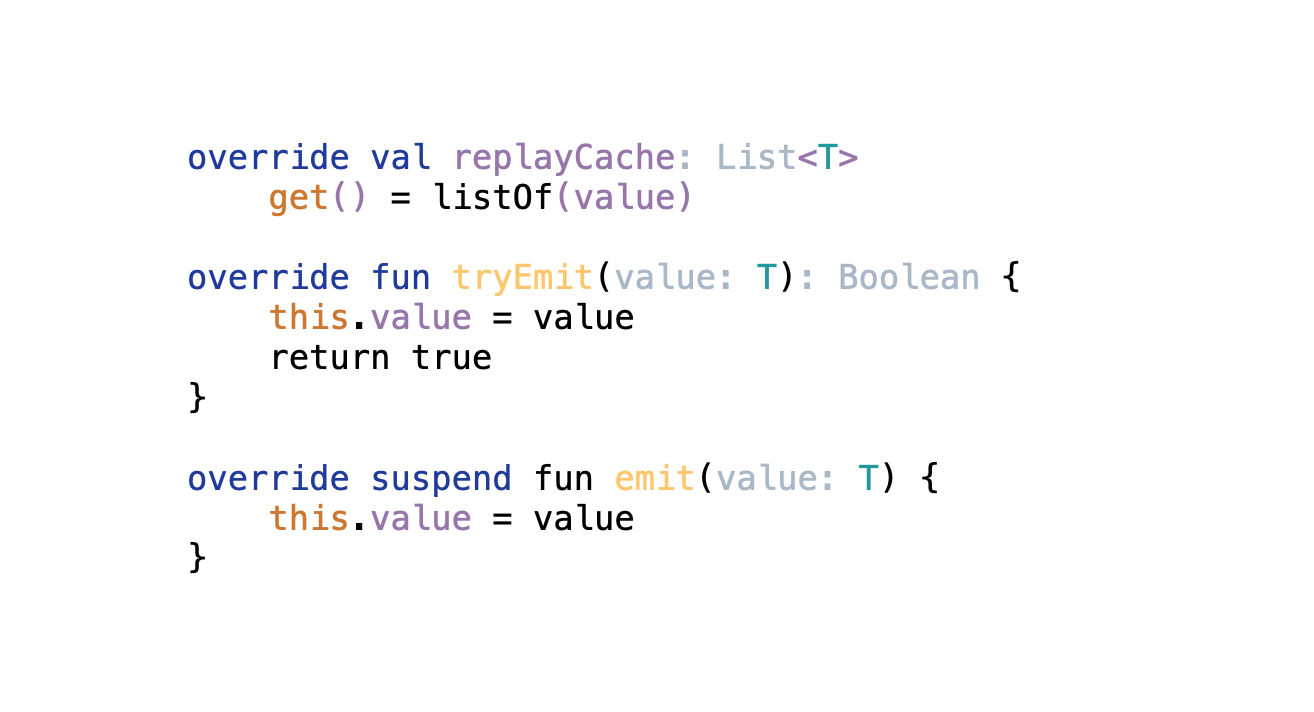 override val replayCache: List<T>
    get() = listOf(value)

override fun tryEmit(value: T): Boolean {
    this.value = value
    return true
}

override suspend fun emit(value: T) {
    this.value = value
}